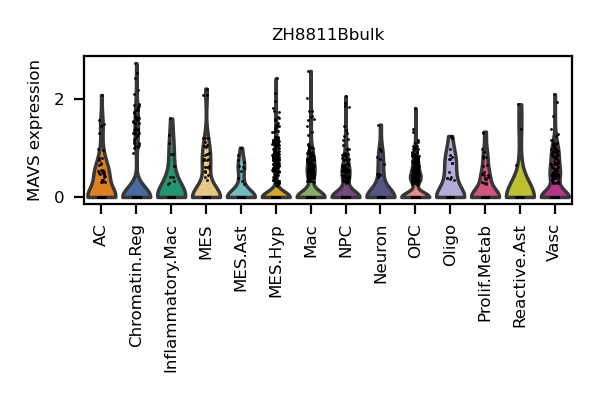 ZH8811Bbulk
MAVS expression
2
0
AC
Chromatin.Reg
Inflammatory.Mac
MES
MES.Ast
MES.Hyp
Mac
NPC
Neuron
OPC
Oligo
Prolif.Metab
Reactive.Ast
Vasc